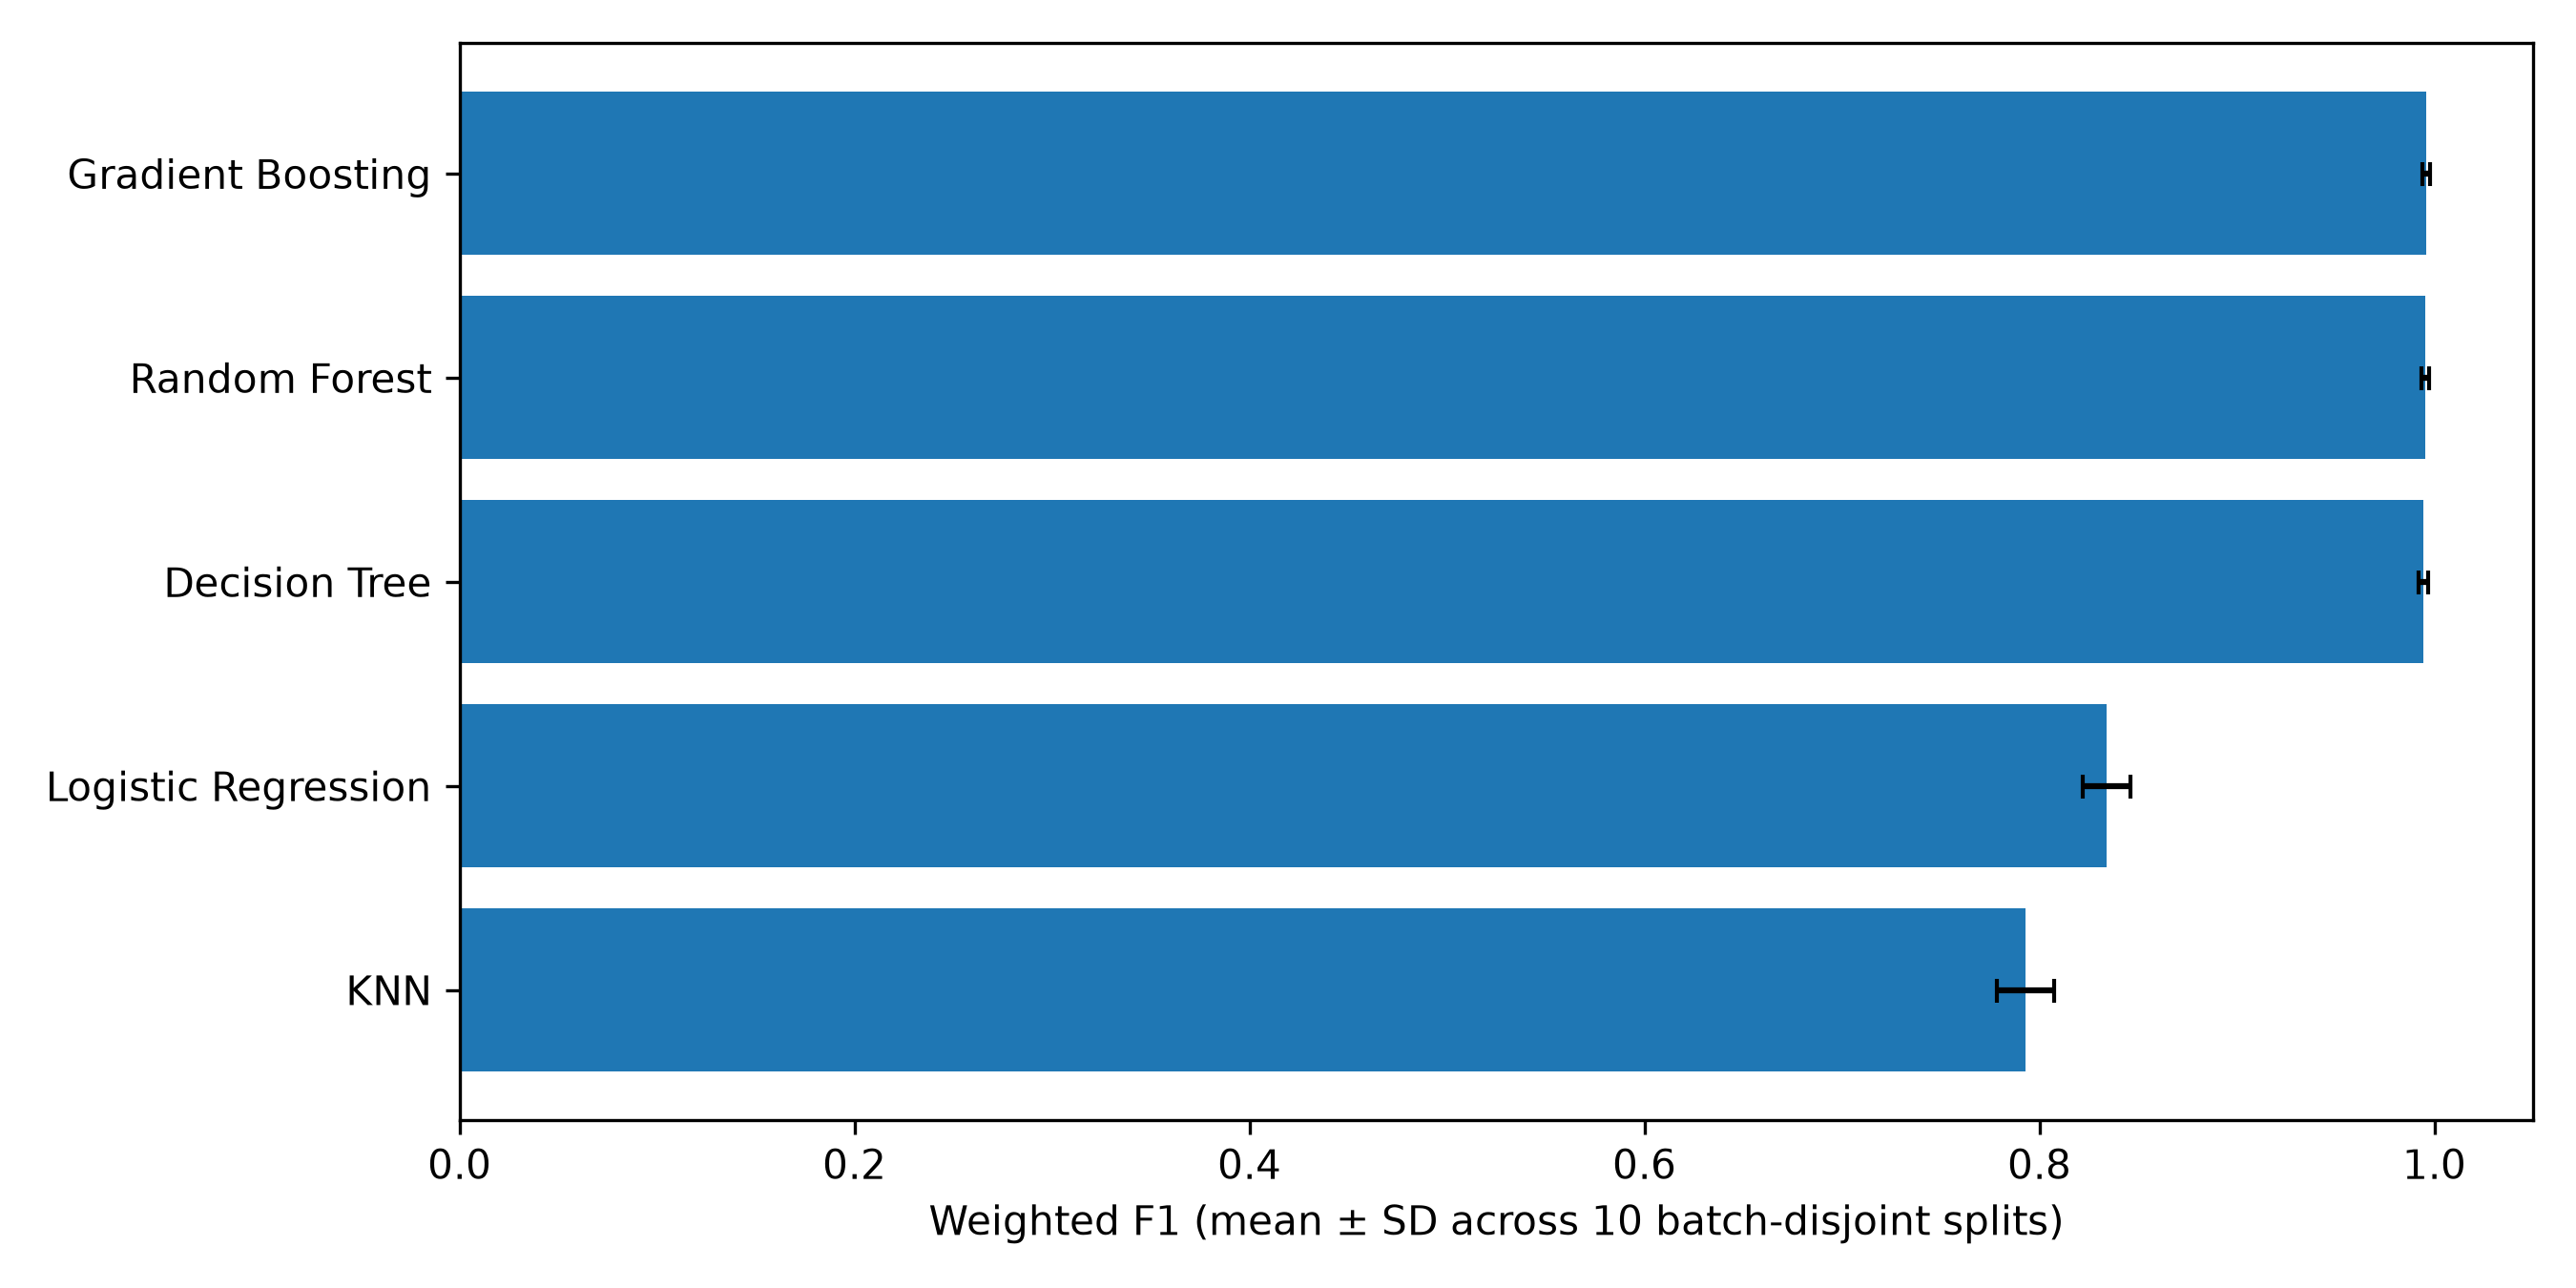 Gradient Boosting
Random Forest
Decision Tree
Logistic Regression
KNN
0.0 0.2 0.4 0.6 0.8 1.0
Weighted F1 (mean ± SD across 10 batch-disjoint splits)